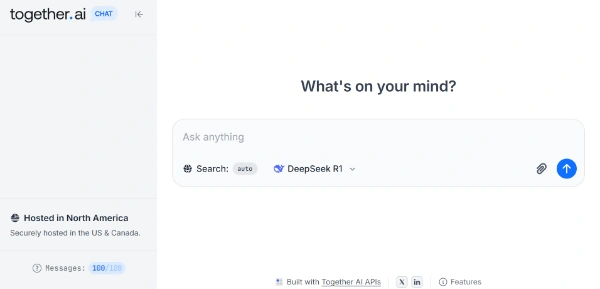 together.ai CHAT
What's on your mind?
Ask anything
Search: auto DeepSeek R1
Hosted in North America
Securely hosted in the US & Canada.
Messages: 100/100
Built with Together AI APIs X in Features